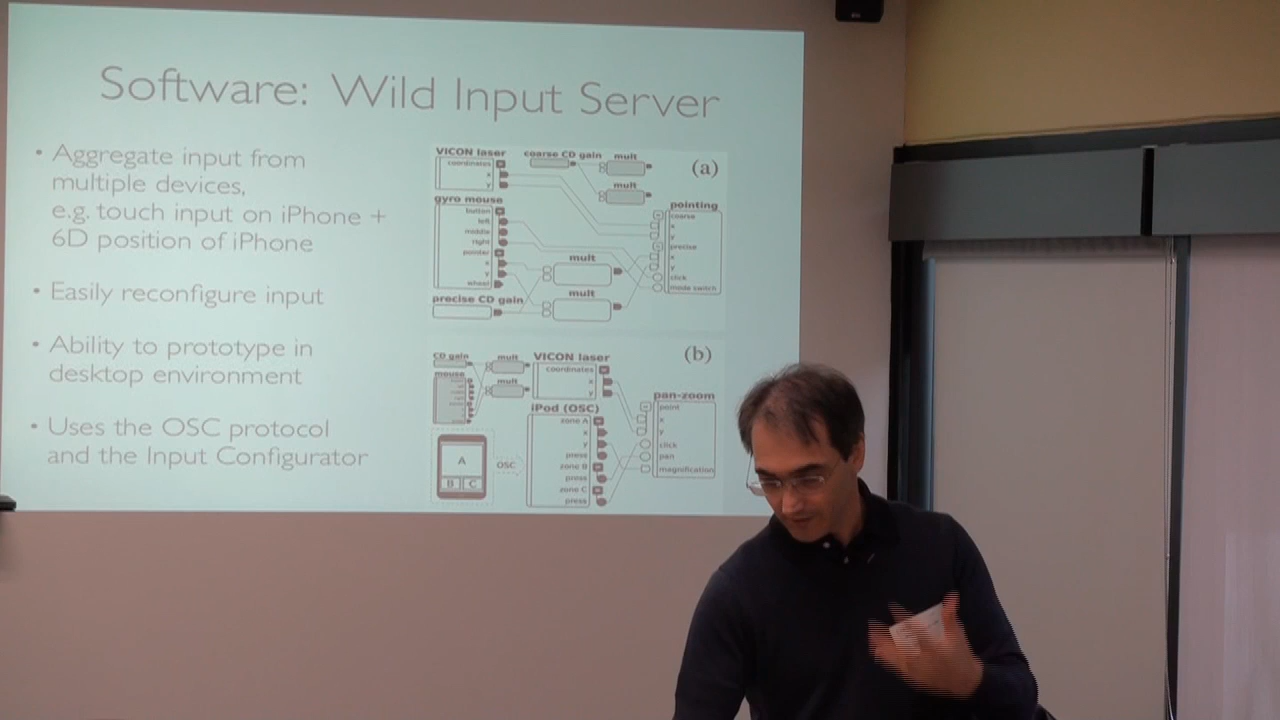 Software: Wild Input Server
• Aggregate input from
multiple devices,
e.g. touch input on iPhone +
6D position of iPhone
• Easily reconfigure input
• Ability to prototype in
desktop environment
• Uses the OSC protocol
and the Input Configurator
(a)
VICON laser
coordinates
x
y
coarse CD gain
mult
mult
gyro mouse
button
left
middle
right
pointer
x
y
wheel
precise CD gain
mult
mult
pointing
coarse
x
y
precise
x
y
click
mode switch
(b)
CD gain
mouse
mult
mult
VICON laser
coordinates
x
y
iPod (OSC)
zone A
x
y
press
zone B
press
zone C
press
pan-zoom
point
x
y
click
pan
magnification
A
B C
OSC